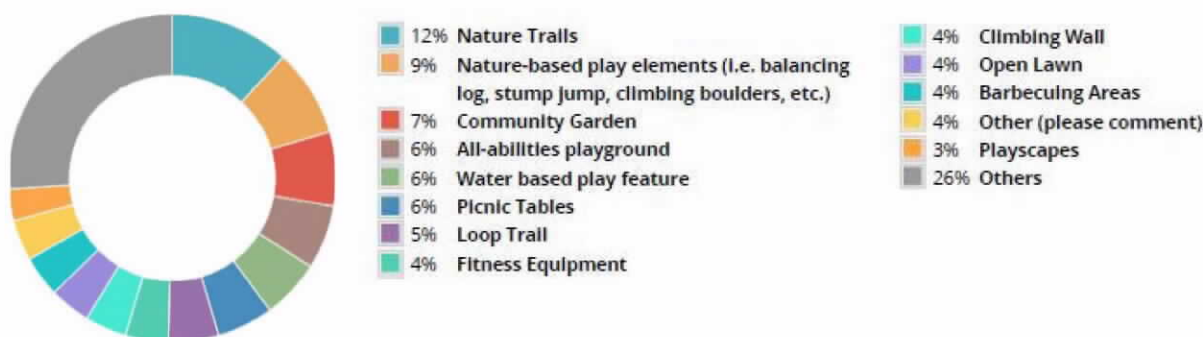 12% Nature Trails
9% Nature-based play elements (i.e. balancing
log, stump jump, climbing boulders, etc.)
7% Community Garden
6% All-abilities playground
6% Water based play feature
6% Picnic Tables
5% Loop Trail
4% Fitness Equipment
4% Climbing Wall
4% Open Lawn
4% Barbecuing Areas
4% Other (please comment)
3% Playscapes
26% Others